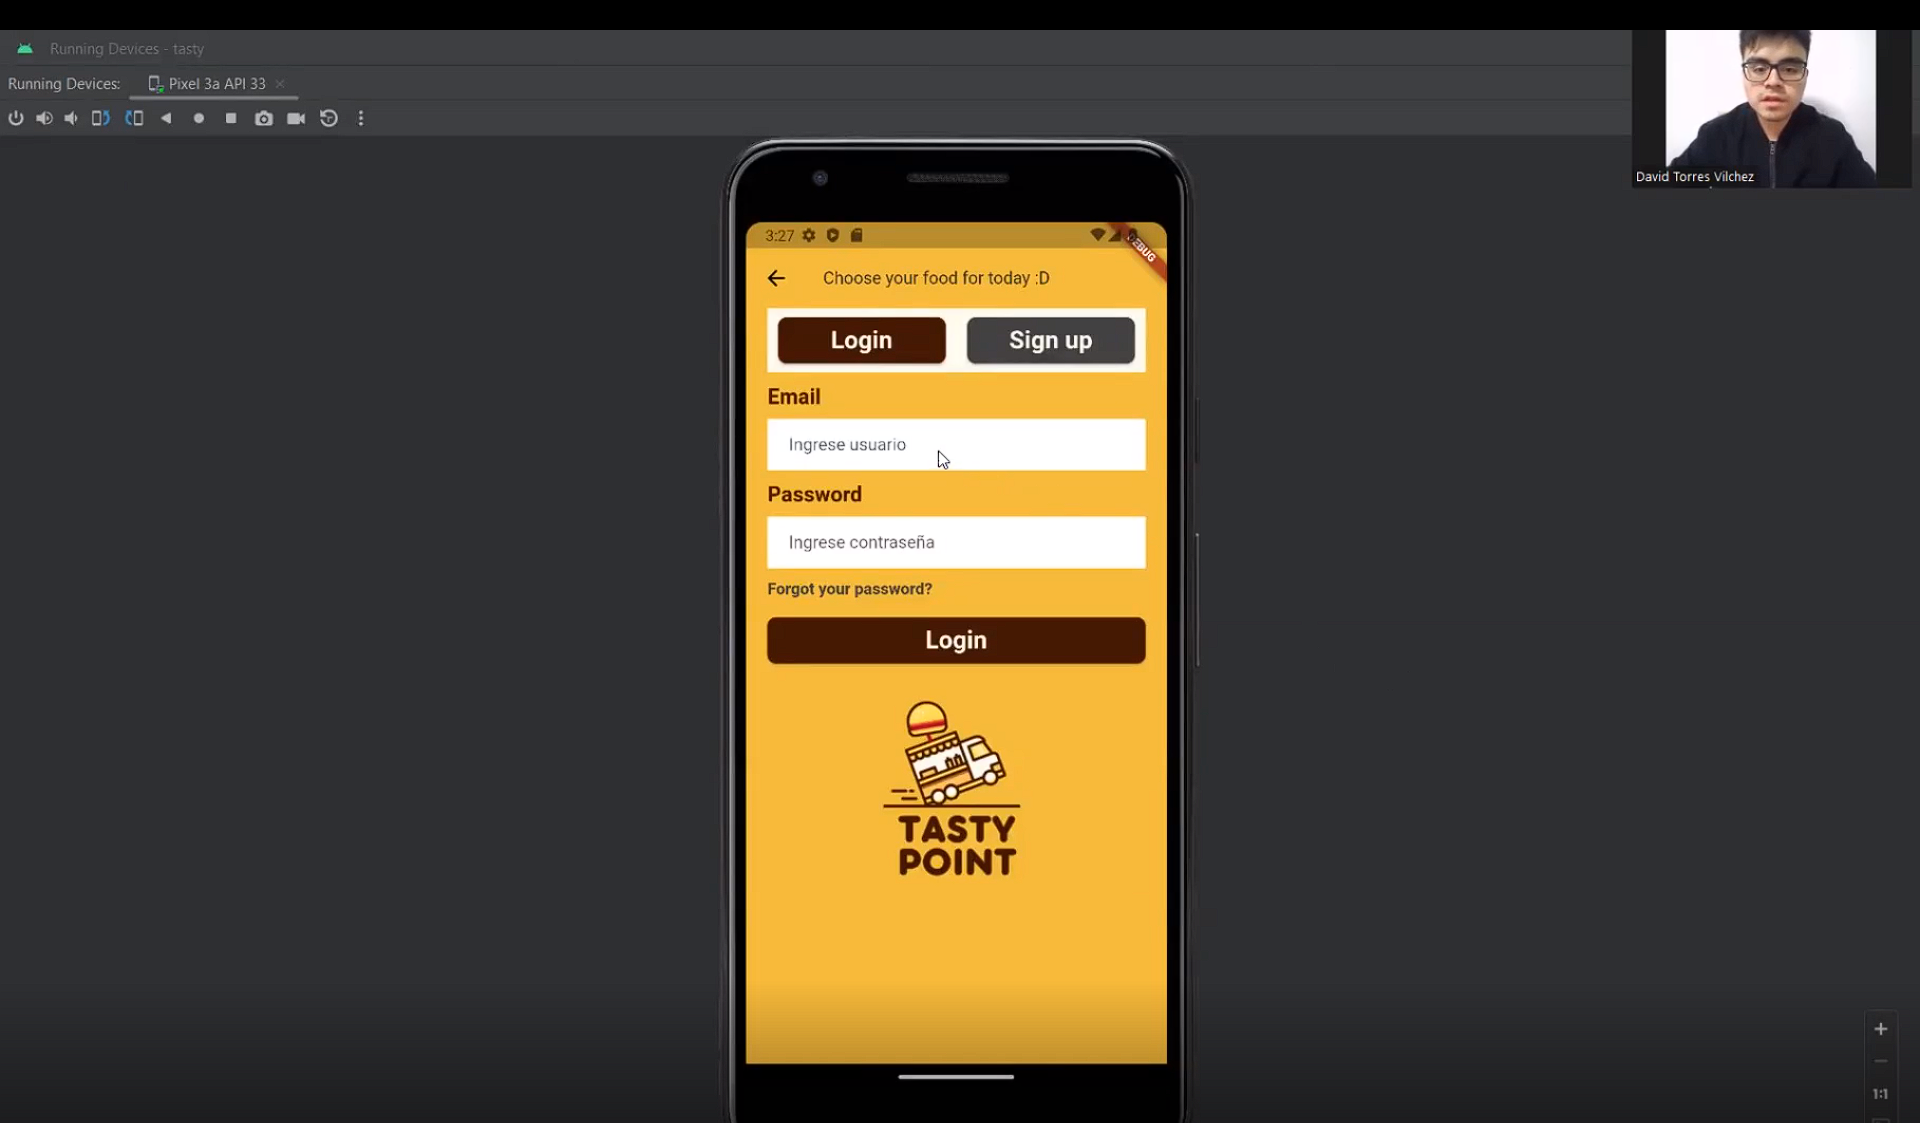 Running Devices - tasty
Running Devices:
Pixel 3a API 33
David Torres Vilchez
3:27
DEBUG
Choose your food for today :D
Login
Sign up
Email
Ingrese usuario
Password
Ingrese contraseña
Forgot your password?
Login
TASTY
POINT
1:1